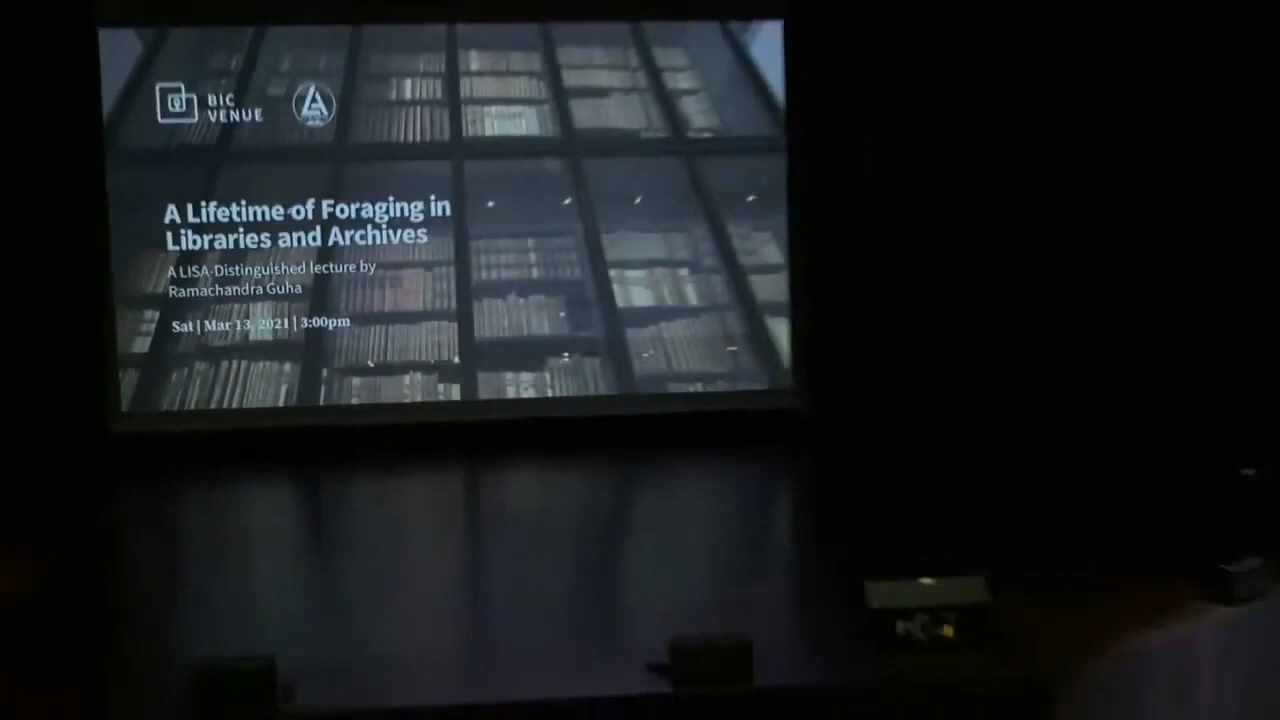 BIC
VENUE
A Lifetime of Foraging in
Libraries and Archives
A LISA-Distinguished lecture by
Ramachandra Guha
Sat | Mar 13, 2021 | 3:00pm